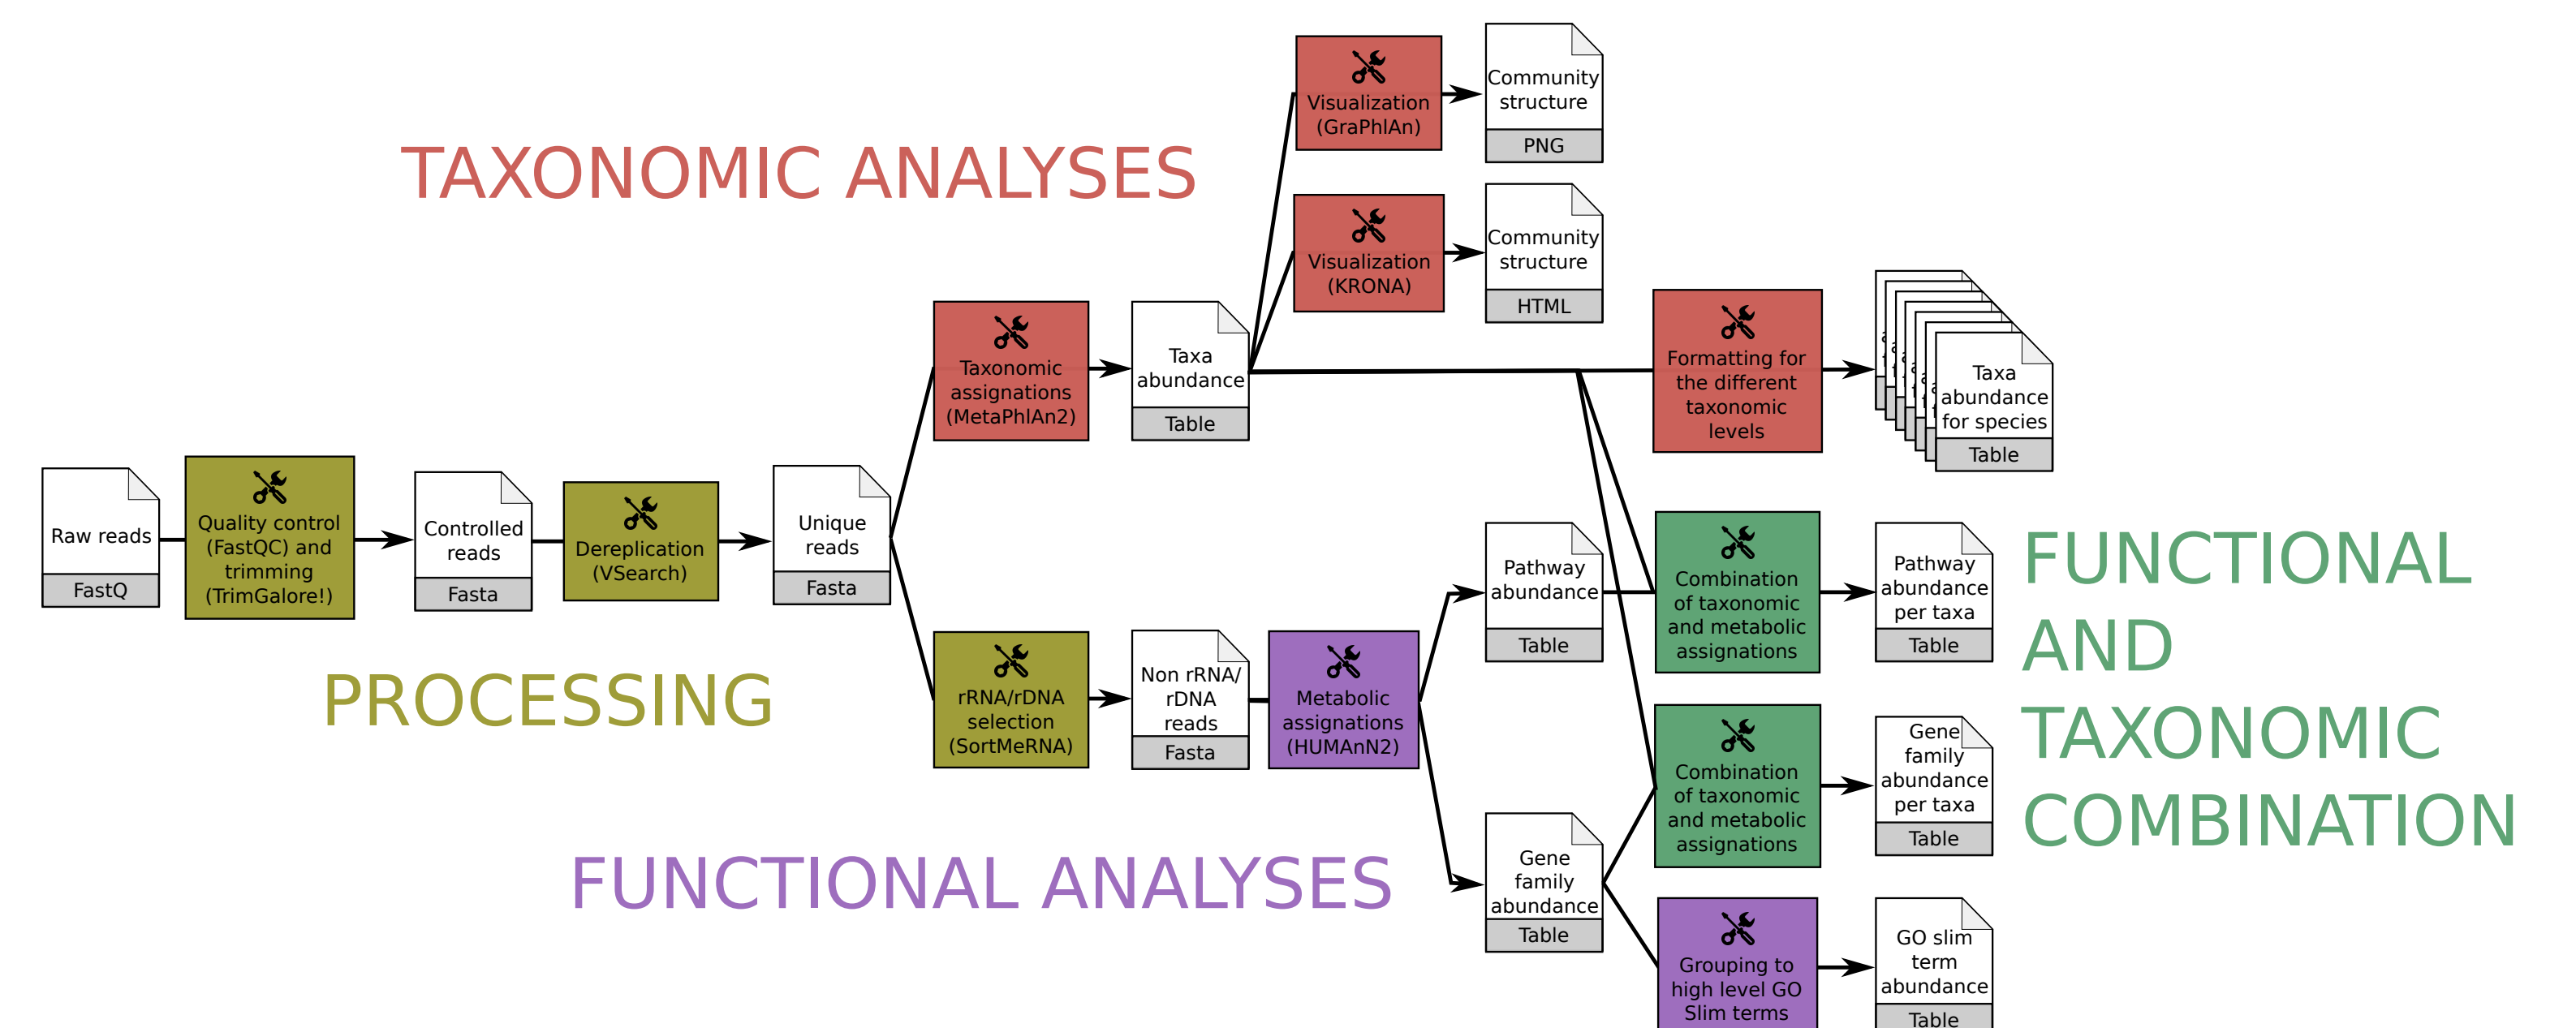 TAXONOMIC ANALYSES
Visualization
(GraPhlAn)
Community
structure
PNG
Visualization
(KRONA)
Community
structure
HTML
Taxonomic
assignations
(MetaPhlAn2)
Taxa
abundance
Table
Formatting for
the different
taxonomic
levels
Taxa
abundance
for species
Table
Raw reads
FastQ
Quality control
(FastQC) and
trimming
(TrimGalore!)
Controlled
reads
Fasta
Dereplication
(VSearch)
Unique
reads
Fasta
PROCESSING
rRNA/rDNA
selection
(SortMeRNA)
Non rRNA/
rDNA
reads
Fasta
Metabolic
assignations
(HUMAnN2)
Pathway
abundance
Table
Combination
of taxonomic
and metabolic
assignations
Pathway
abundance
per taxa
Table
FUNCTIONAL
AND
TAXONOMIC
COMBINATION
Combination
of taxonomic
and metabolic
assignations
Gene
family
abundance
per taxa
Table
FUNCTIONAL ANALYSES
Gene
family
abundance
Table
Grouping to
high level GO
Slim terms
GO slim
term
abundance
Table